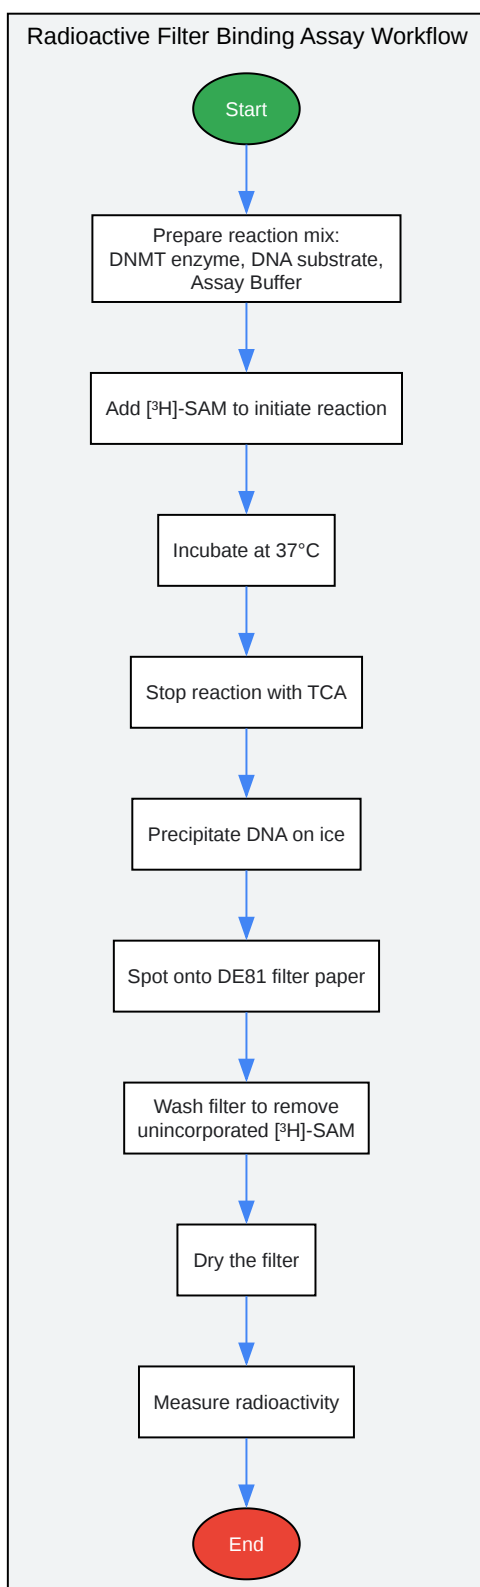 Radioactive Filter Binding Assay Workflow
Start
Prepare reaction mix:
DNMT enzyme, DNA substrate,
Assay Buffer
Add [³H]-SAM to initiate reaction
Incubate at 37°C
Stop reaction with TCA
Precipitate DNA on ice
Spot onto DE81 filter paper
Wash filter to remove
unincorporated [³H]-SAM
Dry the filter
Measure radioactivity
End